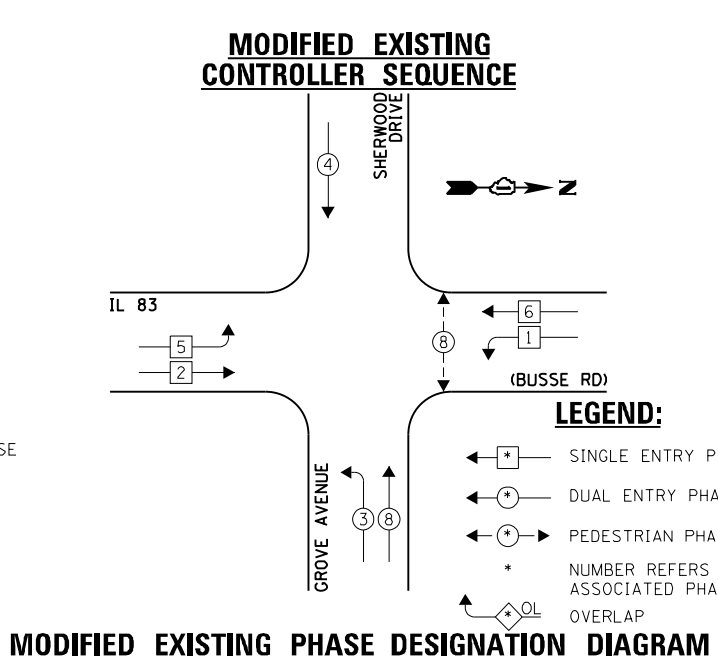 MODIFIED EXISTING
CONTROLLER SEQUENCE
SHERWOOD
DRIVE
4
N
IL 83
6
5
8
1
2
(BUSSE RD)
LEGEND:
SE
* SINGLE ENTRY P
GROVE AVENUE
3
8
* DUAL ENTRY PHA
* PEDESTRIAN PHA
* NUMBER REFERS
ASSOCIATED PHA
* OL OVERLAP
MODIFIED EXISTING PHASE DESIGNATION DIAGRAM